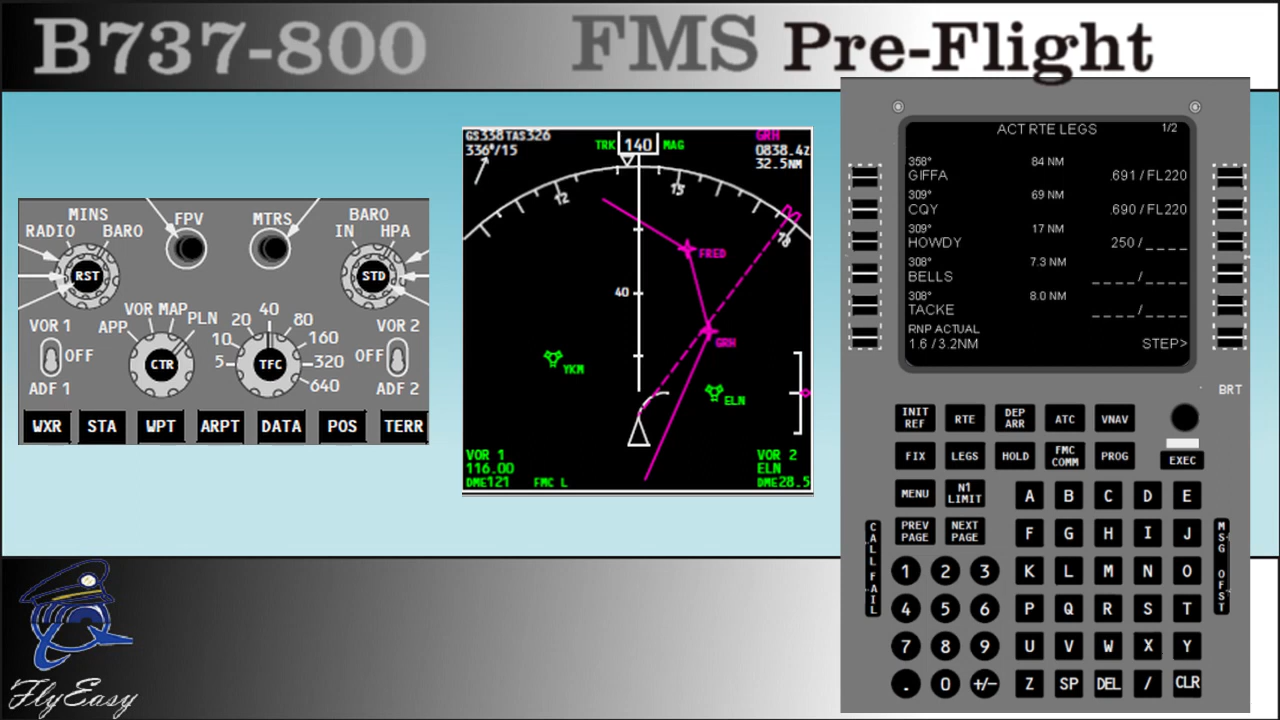 B737-800 FMS Pre-Flight
MINS
RADIO BARO
RST
FPV
MTRS
BARO
IN HPA
STD
VOR 1
OFF
ADF 1
APP VOR MAP PLN
CTR
5 10 20 40 80 160 320 640
TFC
VOR 2
OFF
ADF 2
WXR STA WPT ARPT DATA POS TERR
GS338TAS326
336°/15
TRK 140 MAG
GRH
0838.4z
32.5NM
12
15
18
FRED
40
GRH
YKM
ELN
VOR 1
116.00
DME121 FMC L
VOR 2
ELN
DME28.5
ACT RTE LEGS 1/2
358° 84 NM
GIFFA .691 / FL220
309° 69 NM
CQY .690 / FL220
309° 17 NM
HOWDY 250 / _ _ _ _
308° 7.3 NM
BELLS _ _ _ _ / _ _ _ _
308° 8.0 NM
TACKE _ _ _ _ / _ _ _ _
RNP ACTUAL
1.6 / 3.2NM STEP>
BRT
INIT REF RTE DEP ARR ATC VNAV
FIX LEGS HOLD FMC COMM PROG EXEC
MENU N1 LIMIT A B C D E
PREV PAGE NEXT PAGE F G H I J
1 2 3 K L M N O
4 5 6 P Q R S T
7 8 9 U V W X Y
. 0 +/- Z SP DEL / CLR
CALL FAIL
MSG OFST
FlyEasy